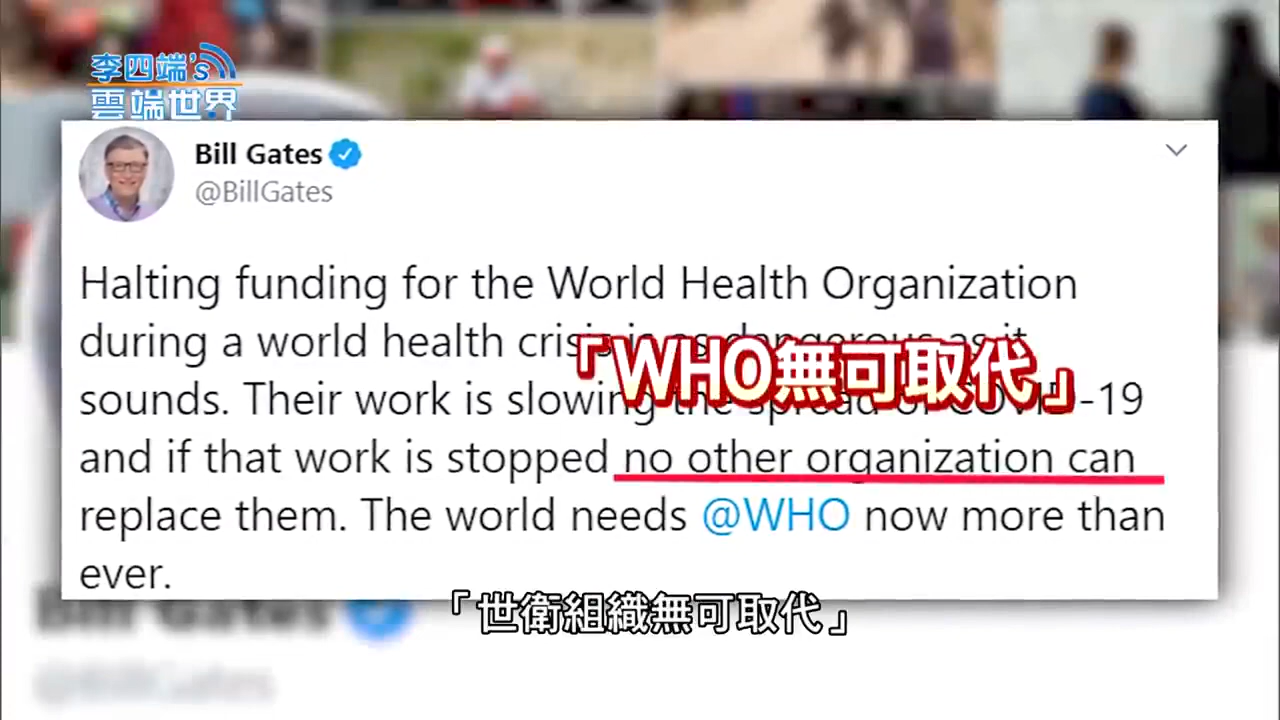 李四端's
雲端世界
Bill Gates
@BillGates
Halting funding for the World Health Organization
during a world health crisis is as dangerous as it
sounds. Their work is slowing the spread of COVID-19
and if that work is stopped no other organization can
replace them. The world needs @WHO now more than
ever.
「WHO無可取代」
Bill Gates
@BillGates
「世衛組織無可取代」